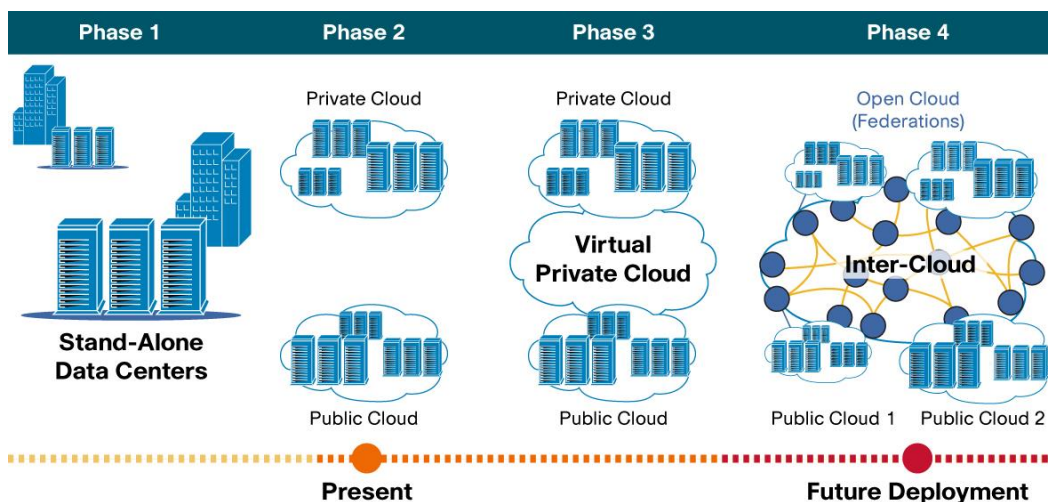 Phase 1
Phase 2
Phase 3
Phase 4
Private Cloud
Private Cloud
Open Cloud
(Federations)
Virtual
Private Cloud
Inter-Cloud
Stand-Alone
Data Centers
Public Cloud
Public Cloud
Public Cloud 1
Public Cloud 2
Present
Future Deployment